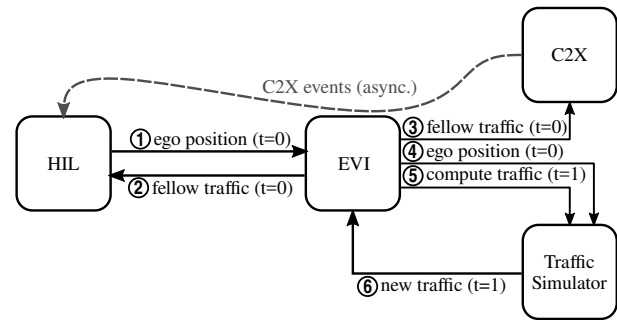 C2X
C2X events (async.)
① ego position (t=0)
③ fellow traffic (t=0)
④ ego position (t=0)
HIL
EVI
⑤ compute traffic (t=1)
② fellow traffic (t=0)
Traffic
Simulator
⑥ new traffic (t=1)